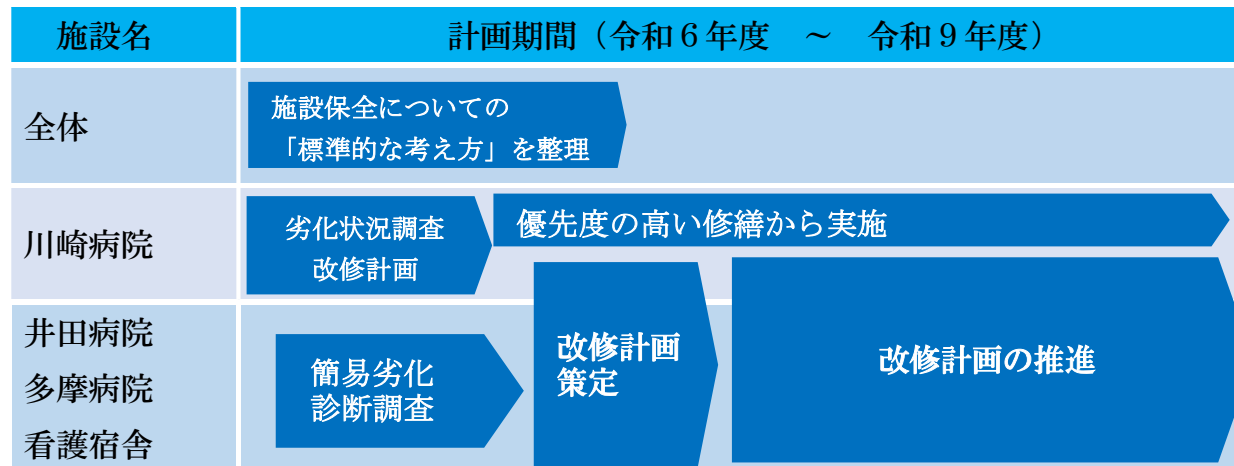 施設名
計画期間（令和６年度　～　令和９年度）
全体
施設保全についての
「標準的な考え方」を整理
川崎病院
劣化状況調査
改修計画
優先度の高い修繕から実施
井田病院
多摩病院
看護宿舎
簡易劣化
診断調査
改修計画
策定
改修計画の推進